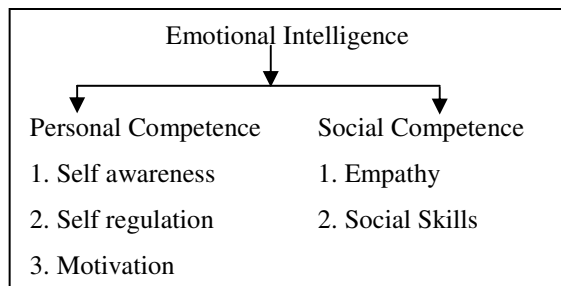 Emotional Intelligence
Personal Competence
1. Self awareness
2. Self regulation
3. Motivation
Social Competence
1. Empathy
2. Social Skills